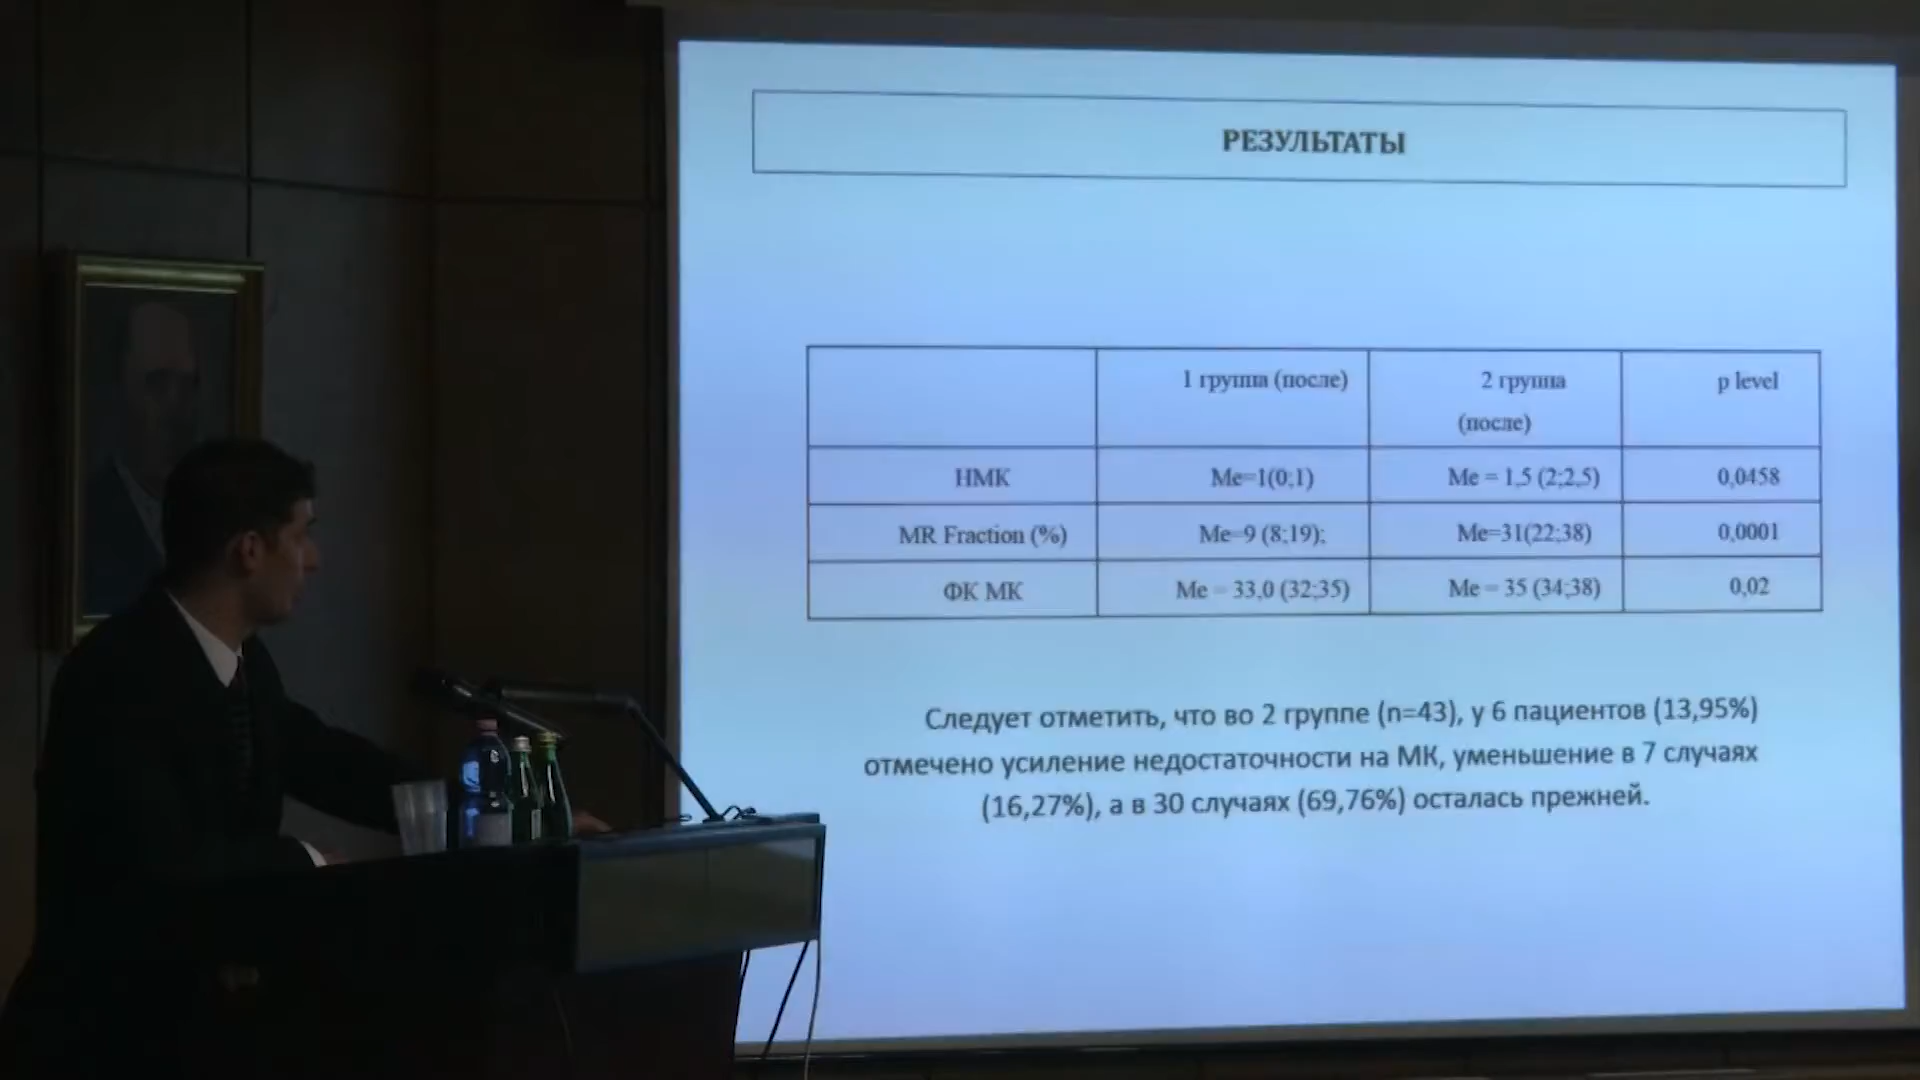 РЕЗУЛЬТАТЫ
1 группа (после) 2 группа (после) p level
НМК Me=1(0;1) Me = 1,5 (2;2,5) 0,0458
MR Fraction (%) Me=9 (8;19); Me=31(22;38) 0,0001
ФК МК Me = 33,0 (32;35) Me = 35 (34;38) 0,02
Следует отметить, что во 2 группе (n=43), у 6 пациентов (13,95%)
отмечено усиление недостаточности на МК, уменьшение в 7 случаях
(16,27%), а в 30 случаях (69,76%) осталась прежней.